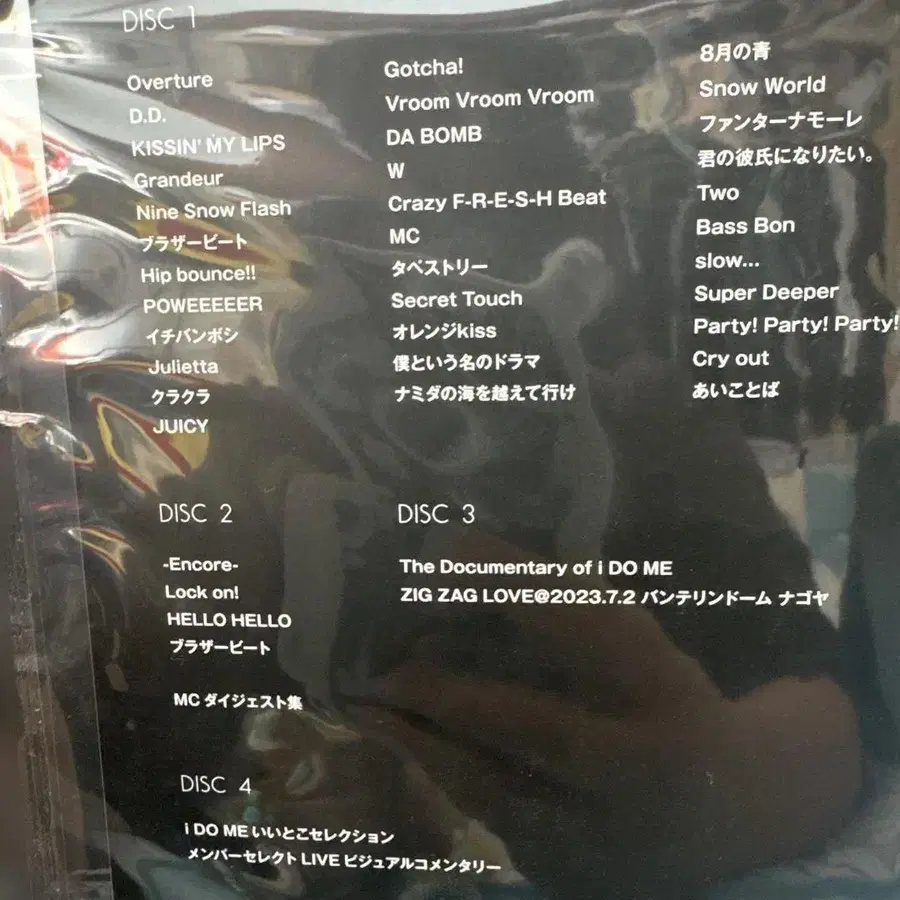 DISC 1
Overture
D.D.
KISSIN' MY LIPS
Grandeur
Nine Snow Flash
ブラザービート
Hip bounce!!
POWEEEEER
イチバンボシ
Julietta
クラクラ
JUICY
Gotcha!
Vroom Vroom Vroom
DA BOMB
W
Crazy F-R-E-S-H Beat
MC
タペストリー
Secret Touch
オレンジkiss
僕という名のドラマ
ナミダの海を越えて行け
8月の青
Snow World
ファンターナモーレ
君の彼氏になりたい。
Two
Bass Bon
slow...
Super Deeper
Party! Party! Party!
Cry out
あいことば
DISC 2
-Encore-
Lock on!
HELLO HELLO
ブラザービート
MC ダイジェスト集
DISC 3
The Documentary of i DO ME
ZIG ZAG LOVE@2023.7.2 バンテリンドーム ナゴヤ
DISC 4
i DO ME いいとこセレクション
メンバーセレクト LIVE ビジュアルコメンタリー